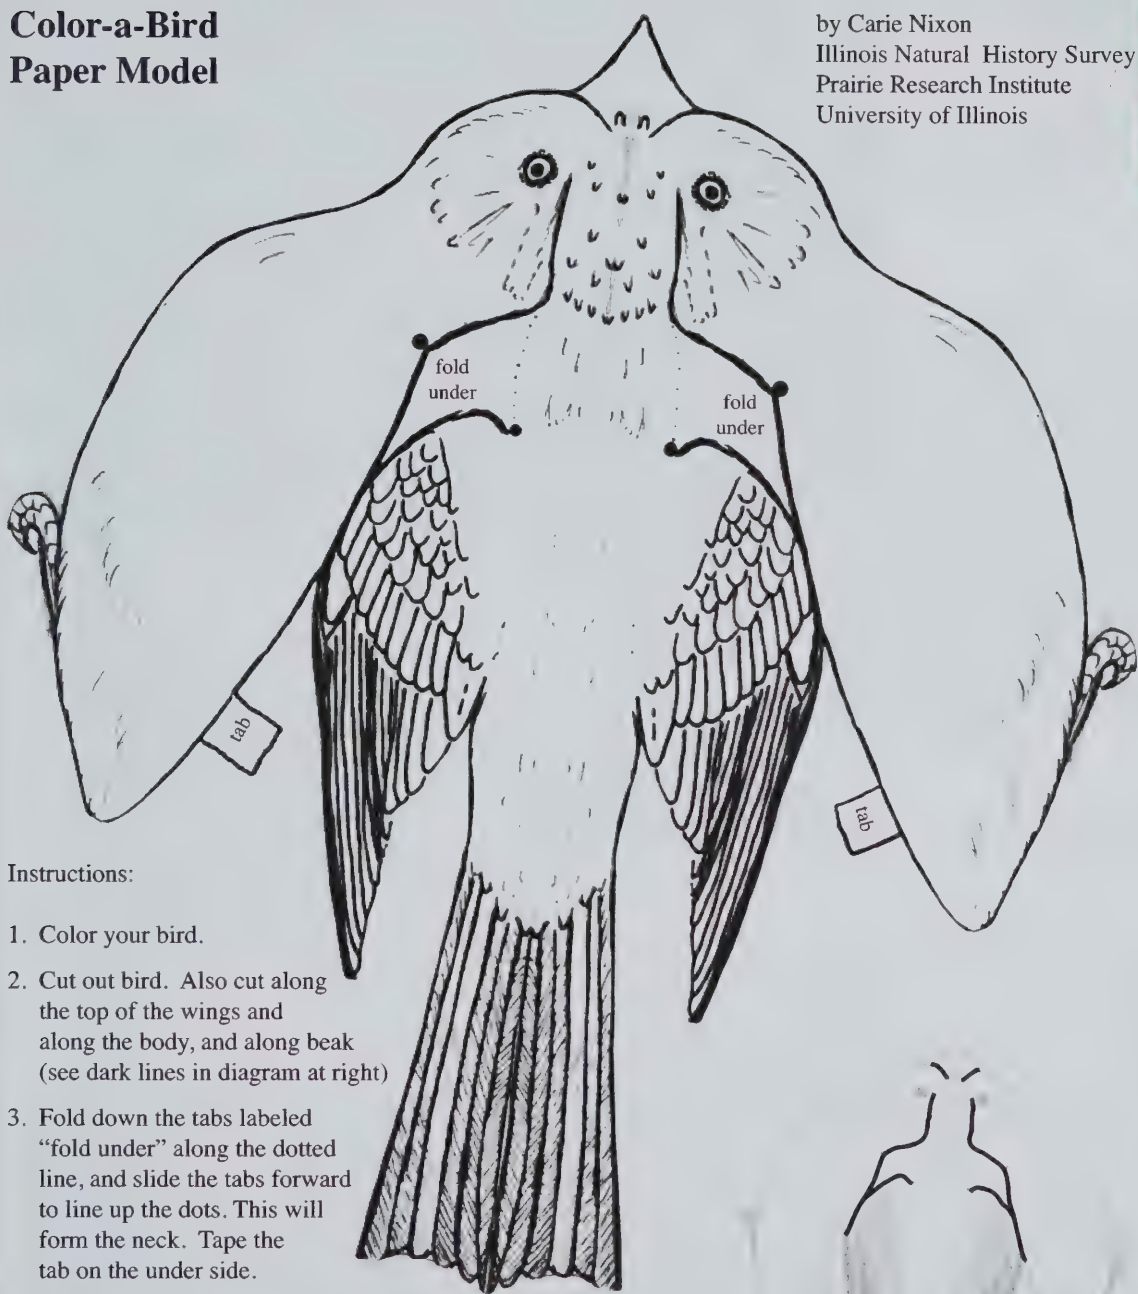 Color-a-Bird
Paper Model
by Carie Nixon
Illinois Natural History Survey
Prairie Research Institute
University of Illinois
fold
under
fold
under
tab
tab
Instructions:
1. Color your bird.
2. Cut out bird. Also cut along
the top of the wings and
along the body, and along beak
(see dark lines in diagram at right)
3. Fold down the tabs labeled
“fold under” along the dotted
line, and slide the tabs forward
to line up the dots. This will
form the neck. Tape the
tab on the under side.